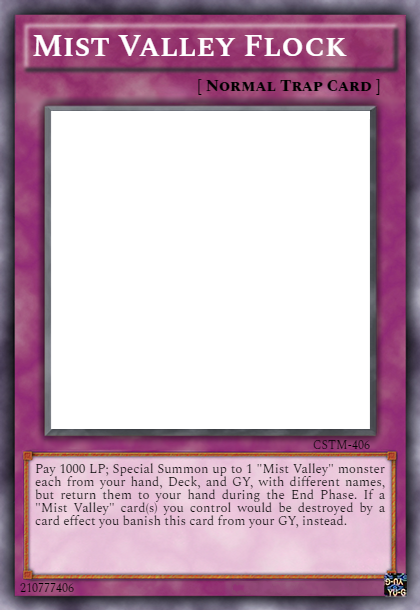 Mist Valley Flock
[ Normal Trap Card ]
CSTM-406
Pay 1000 LP; Special Summon up to 1 "Mist Valley" monster
each from your hand, Deck, and GY, with different names,
but return them to your hand during the End Phase. If a
"Mist Valley" card(s) you control would be destroyed by a
card effect you banish this card from your GY, instead.
210777406